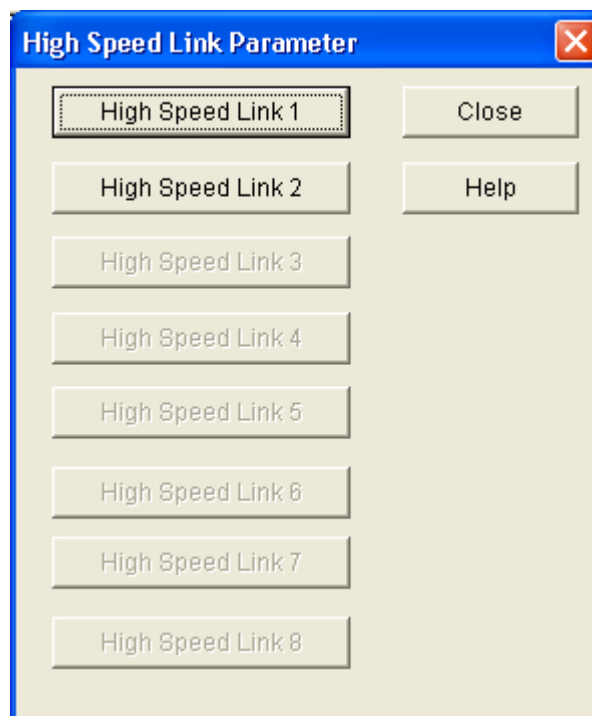 High Speed Link Parameter
High Speed Link 1
Close
High Speed Link 2
Help
High Speed Link 3
High Speed Link 4
High Speed Link 5
High Speed Link 6
High Speed Link 7
High Speed Link 8